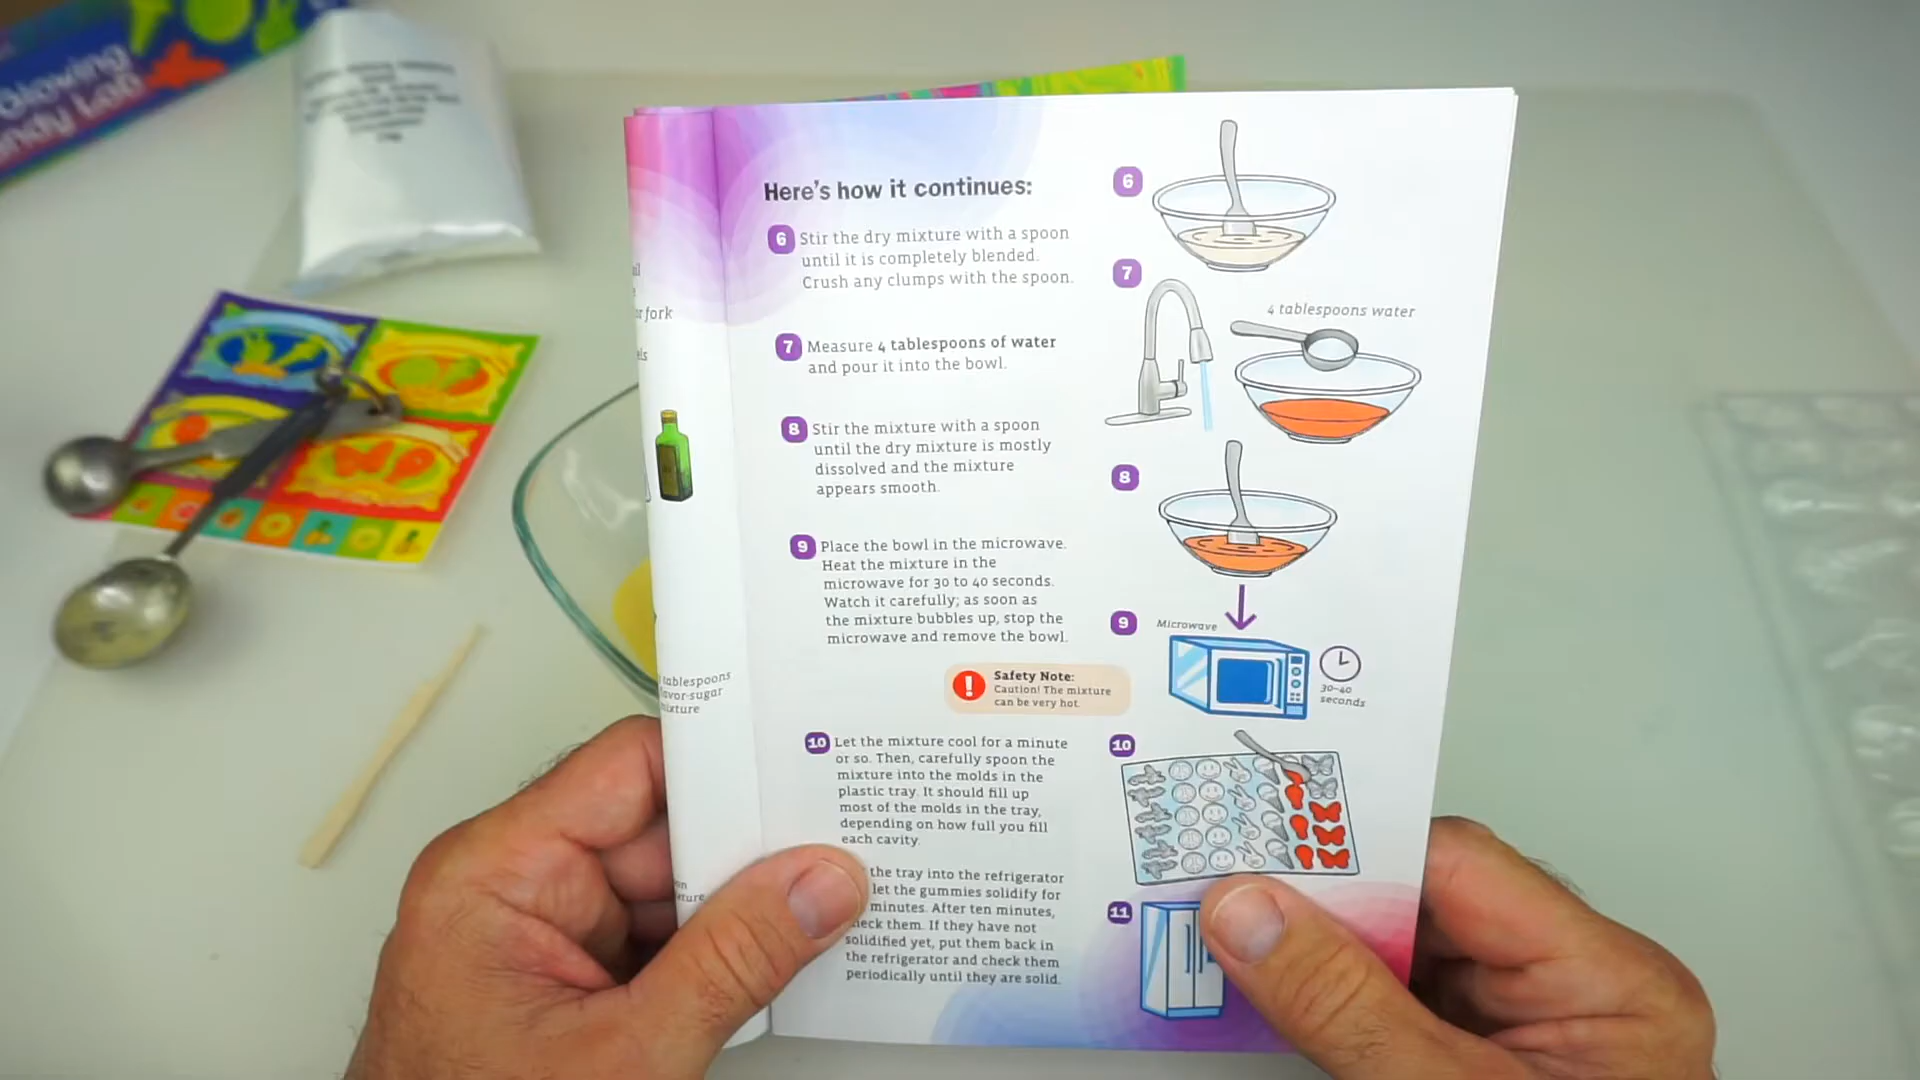 Glowing
Candy Lab
Here's how it continues:
6 Stir the dry mixture with a spoon
until it is completely blended.
Crush any clumps with the spoon.
7 Measure 4 tablespoons of water
and pour it into the bowl.
8 Stir the mixture with a spoon
until the dry mixture is mostly
dissolved and the mixture
appears smooth.
9 Place the bowl in the microwave.
Heat the mixture in the
microwave for 30 to 40 seconds.
Watch it carefully; as soon as
the mixture bubbles up, stop the
microwave and remove the bowl.
Safety Note:
Caution! The mixture
can be very hot.
10 Let the mixture cool for a minute
or so. Then, carefully spoon the
mixture into the molds in the
plastic tray. It should fill up
most of the molds in the tray,
depending on how full you fill
each cavity.
the tray into the refrigerator
let the gummies solidify for
minutes. After ten minutes,
check them. If they have not
solidified yet, put them back in
the refrigerator and check them
periodically until they are solid.
6
7
4 tablespoons water
8
9
Microwave
30–40
seconds
10
11
or fork
tablespoons
flavor-sugar
mixture